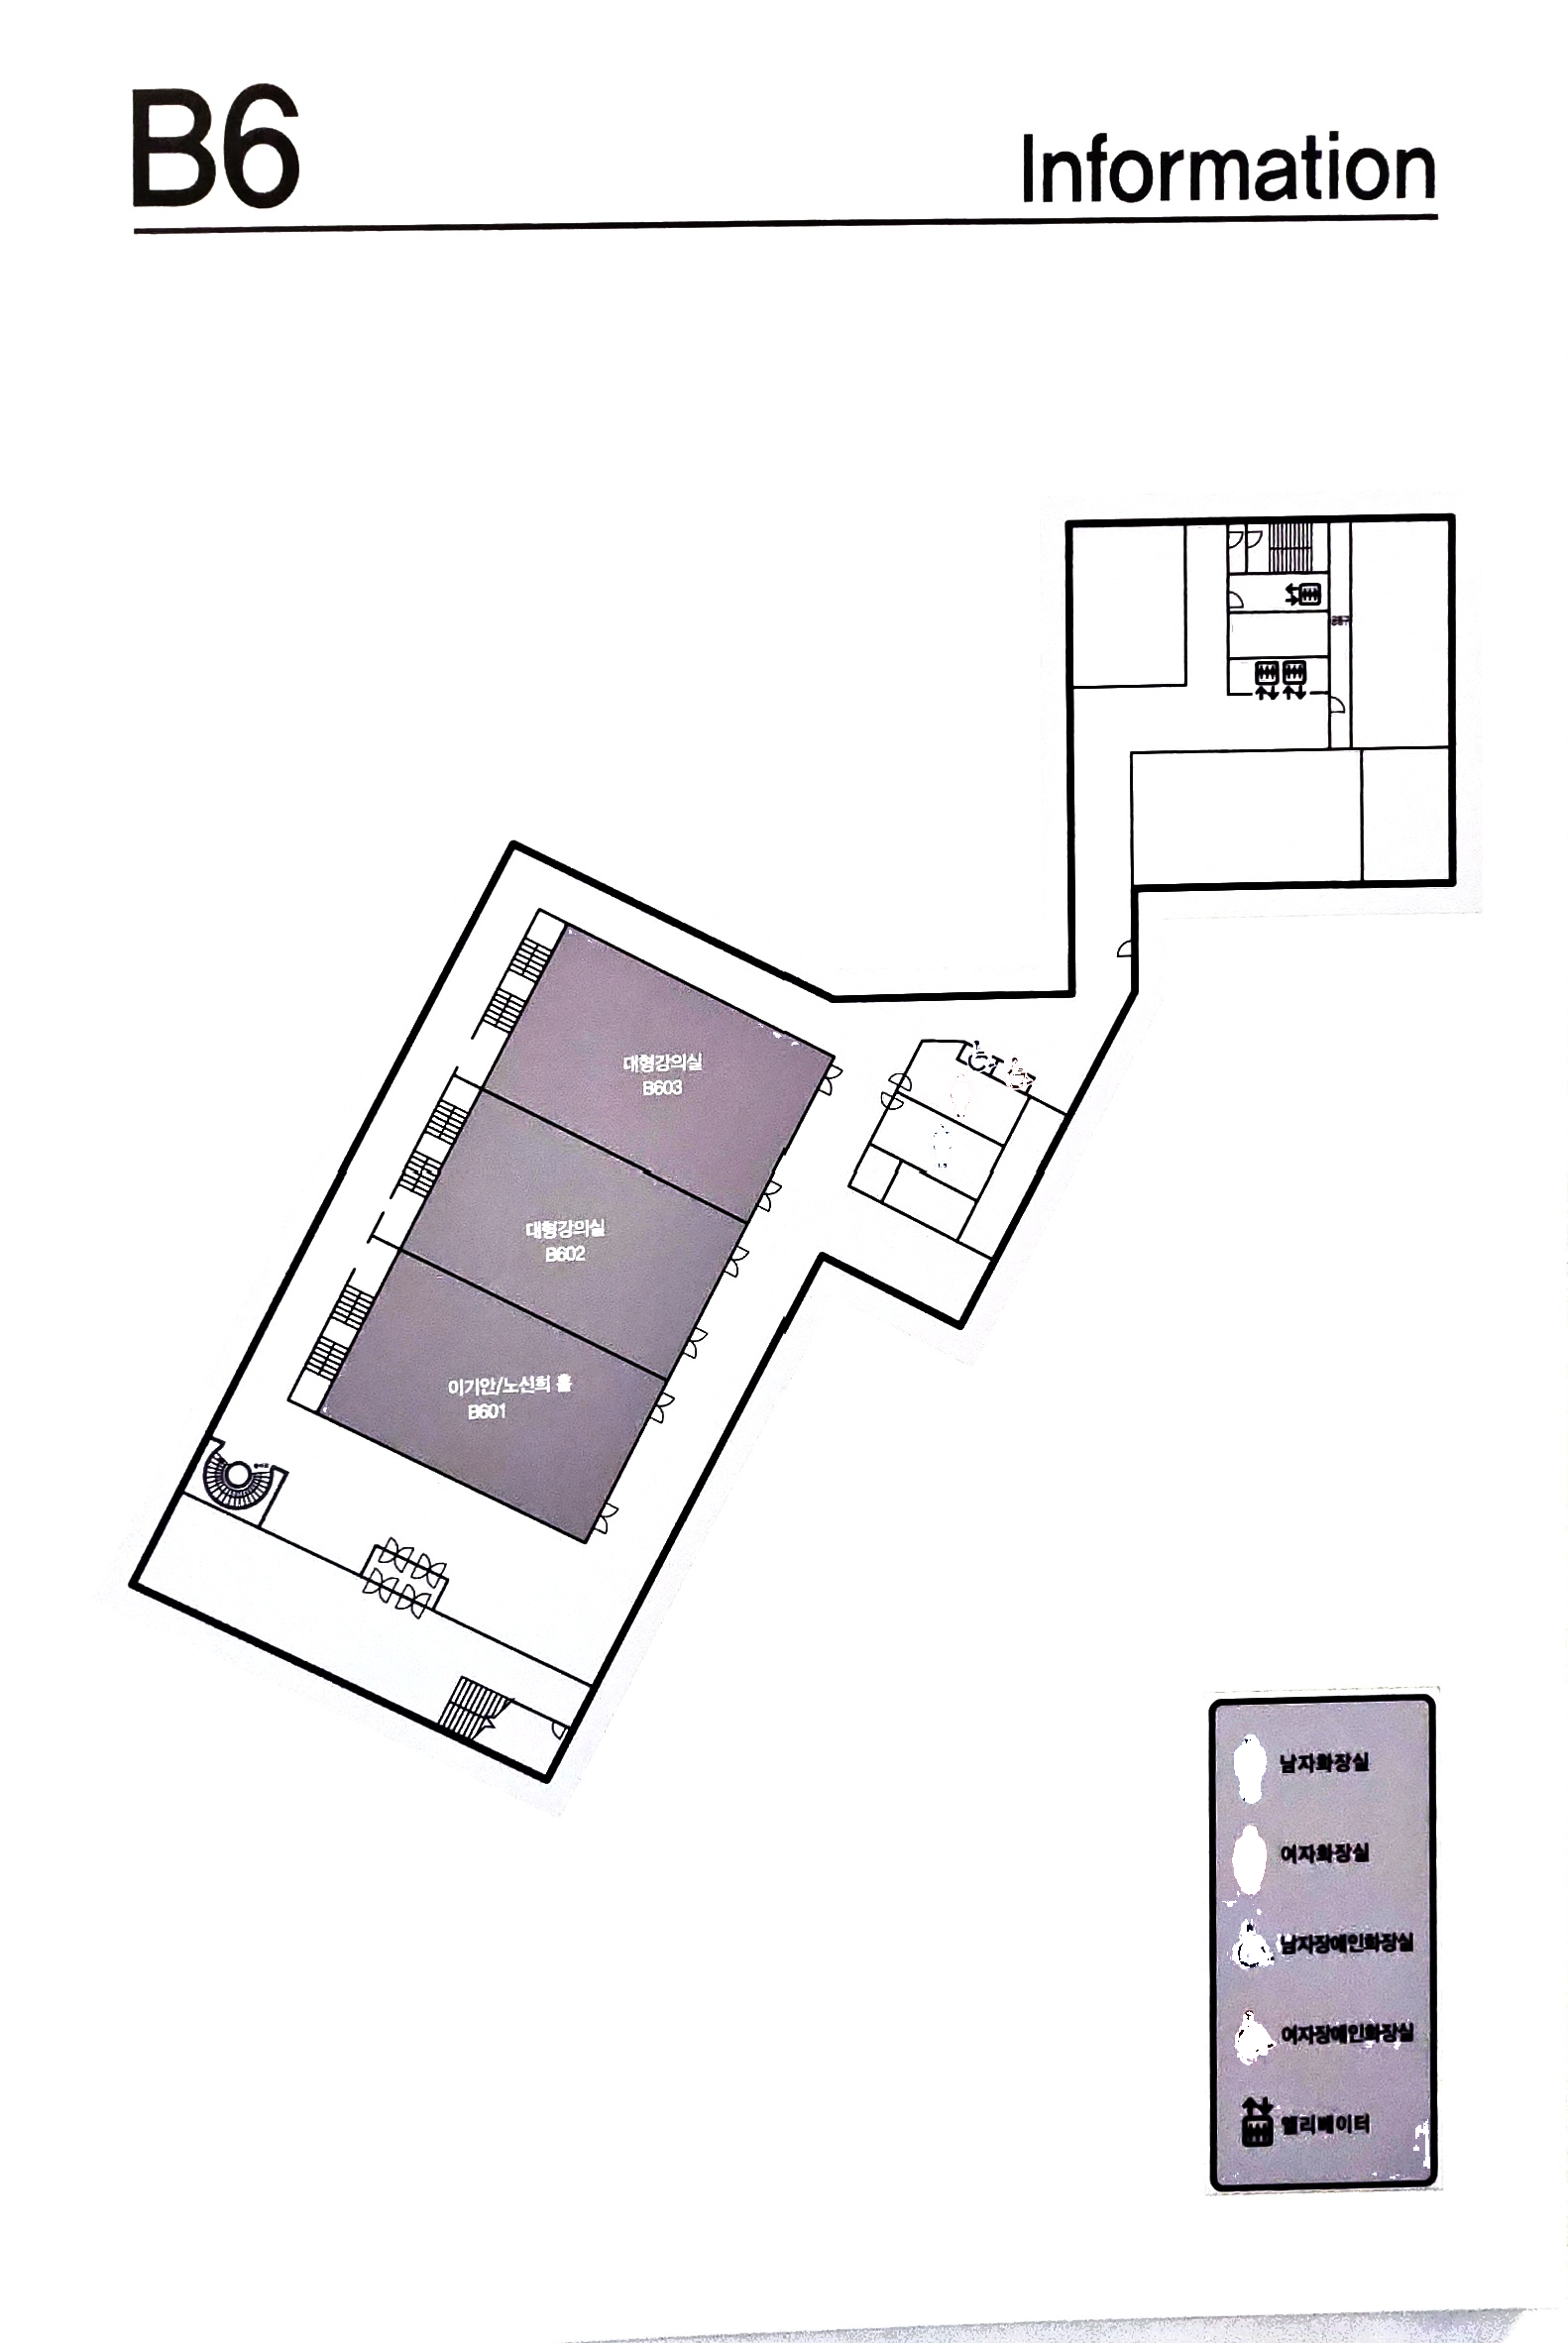 B6
Information
대형강의실
B603
대형강의실
B602
이기안/노신희 홀
B601
남자화장실
여자화장실
남자장애인화장실
여자장애인화장실
엘리베이터